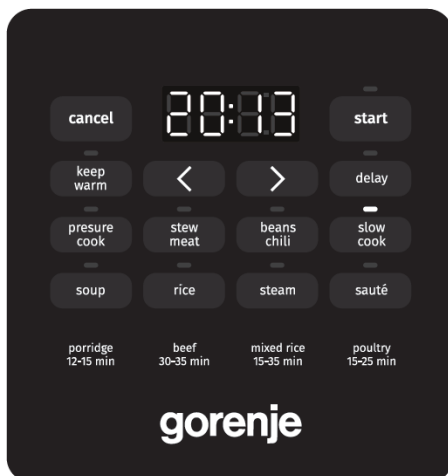 cancel
20:13
start
keep
warm
<
>
delay
presure
cook
stew
meat
beans
chili
slow
cook
soup
rice
steam
sauté
porridge
12-15 min
beef
30-35 min
mixed rice
15-35 min
poultry
15-25 min
gorenje